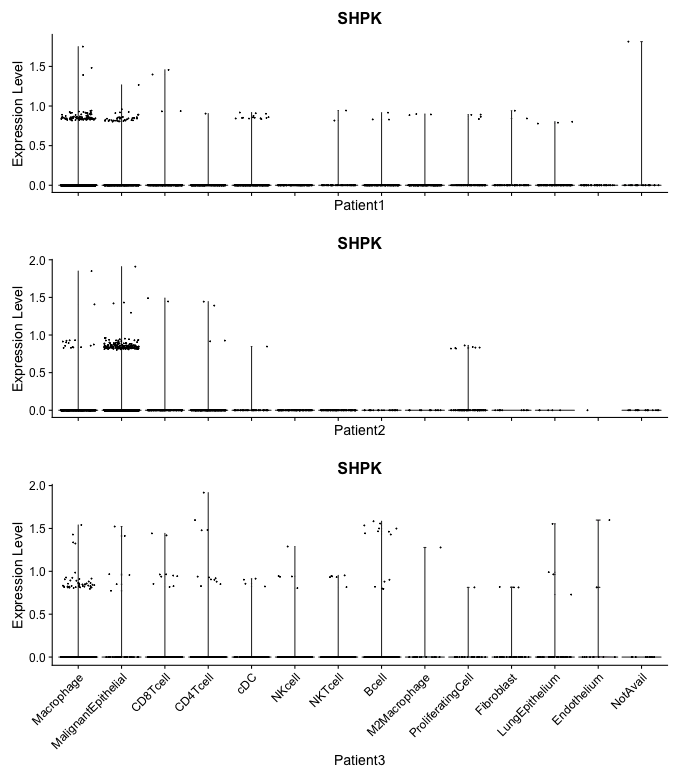 SHPK
Expression Level
1.5
1.0
0.5
0.0
Patient1
SHPK
Expression Level
2.0
1.5
1.0
0.5
0.0
Patient2
SHPK
Expression Level
2.0
1.5
1.0
0.5
0.0
Macrophage
MalignantEpithelial
CD8Tcell
CD4Tcell
cDC
NKcell
NKTcell
Bcell
M2Macrophage
ProliferatingCell
Fibroblast
LungEpithelium
Endothelium
NotAvail
Patient3